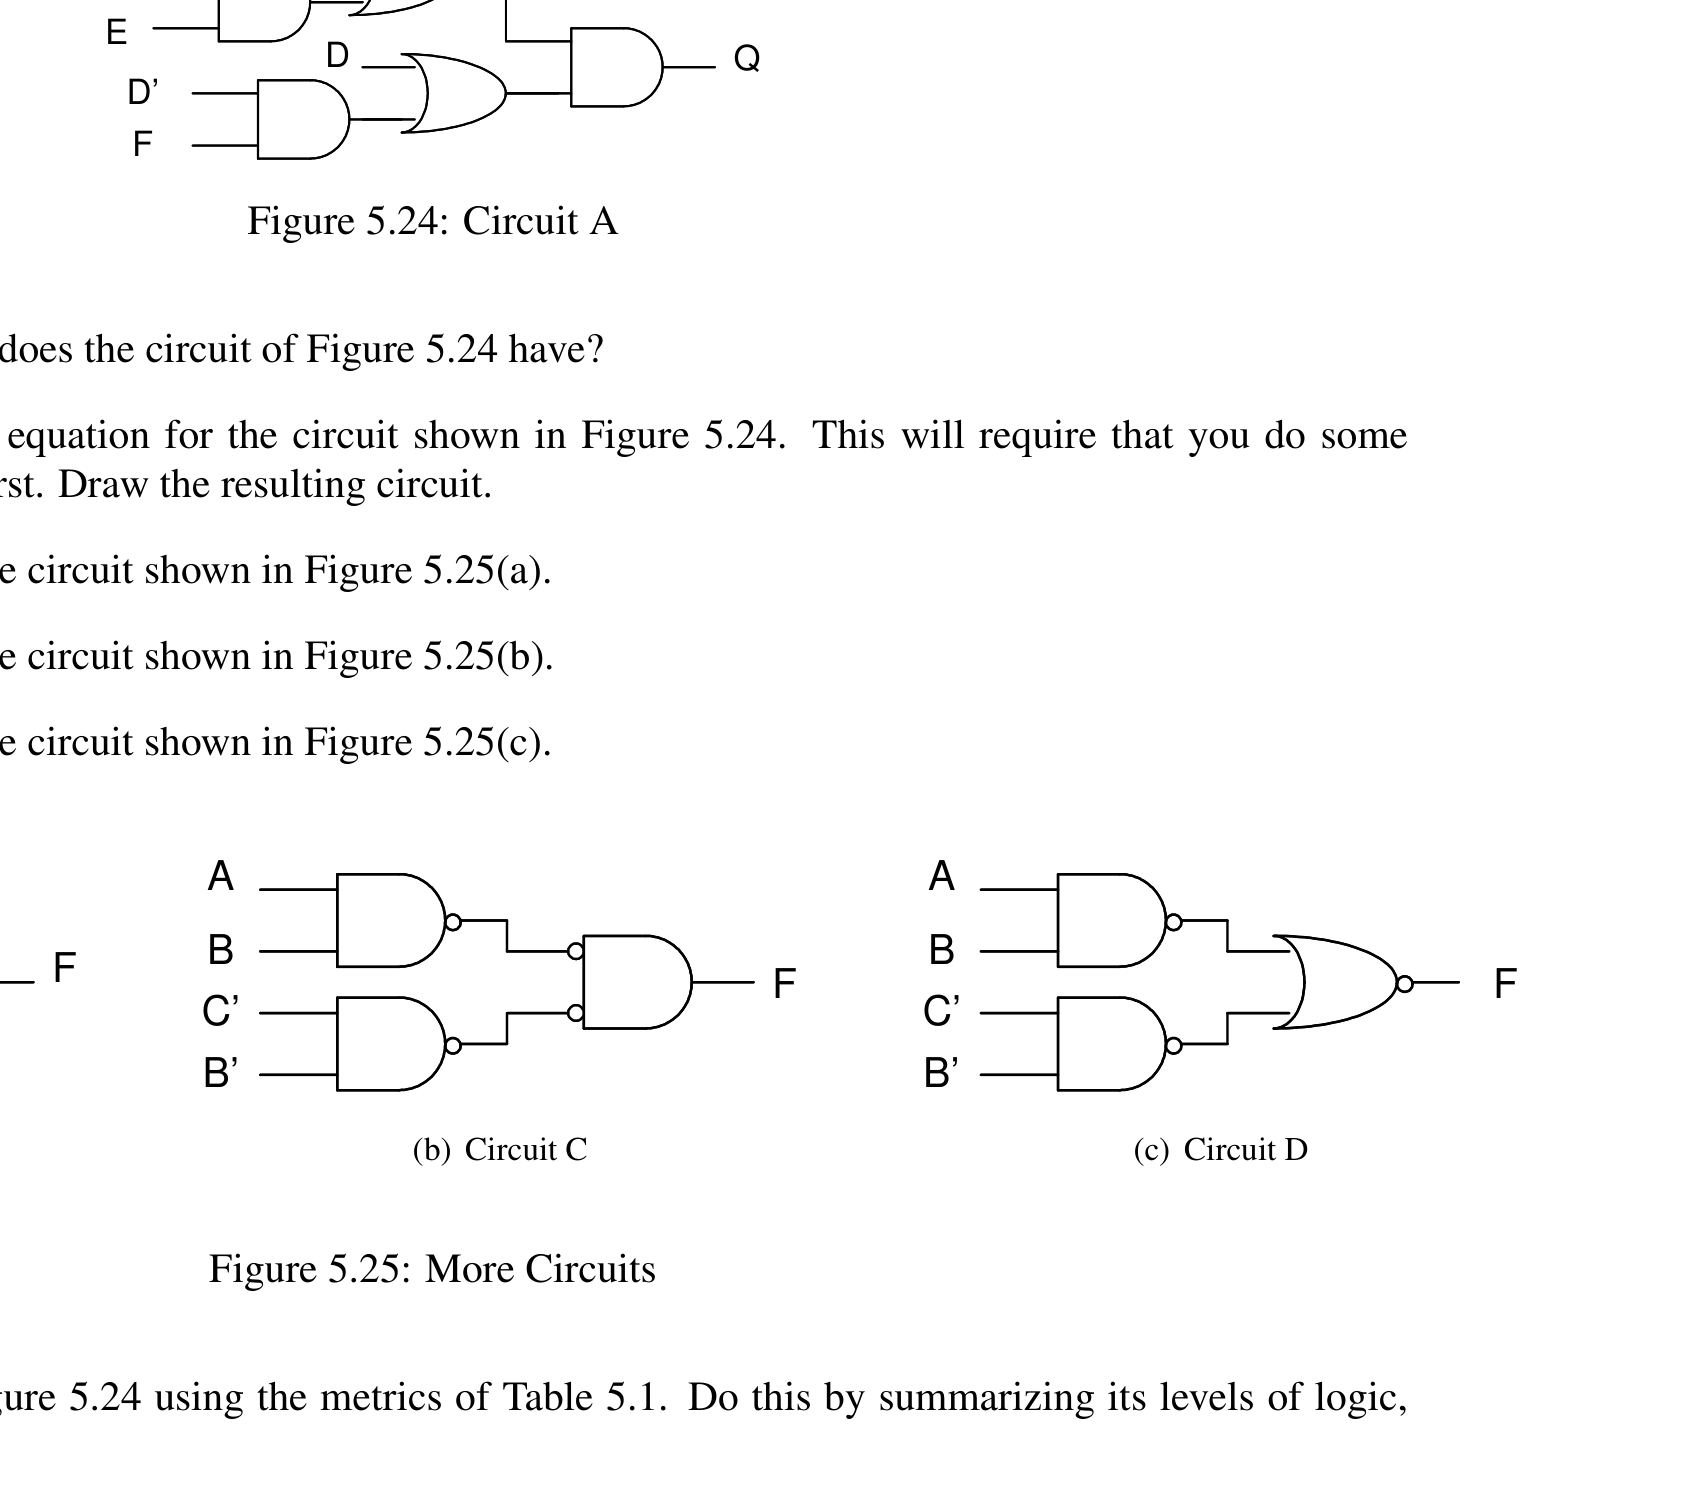 E
D
Q
D'
F
Figure 5.24: Circuit A
does the circuit of Figure 5.24 have?
equation for the circuit shown in Figure 5.24. This will require that you do some
Draw the resulting circuit.
circuit shown in Figure 5.25(a).
circuit shown in Figure 5.25(b).
circuit shown in Figure 5.25(c).
F
A
B
C'
B'
F
A
B
C'
B'
F
(b) Circuit C
(c) Circuit D
Figure 5.25: More Circuits
5.24 using the metrics of Table 5.1. Do this by summarizing its levels of logic,